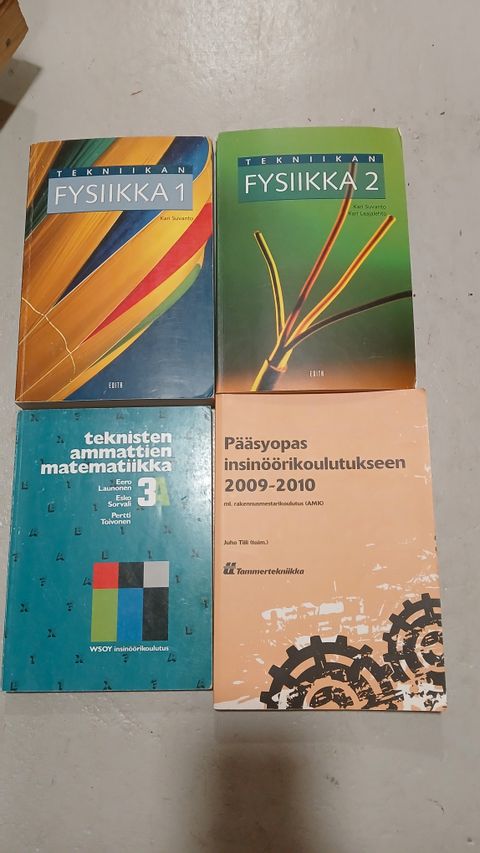 TEKNIIKAN
FYSIIKKA 1
Kari Suvanto
EDITA
TEKNIIKAN
FYSIIKKA 2
Kari Suvanto
Kari Laajalehto
EDITA
teknisten
ammattien
matematiikka
Eero
Launonen
Esko
Sorvali
Pertti
Toivonen
3A
WSOY insinöörikoulutus
Pääsyopas
insinöörikoulutukseen
2009-2010
ml. rakennusmestarikoulutus (AMK)
Juho Tiili (toim.)
Tammertekniikka